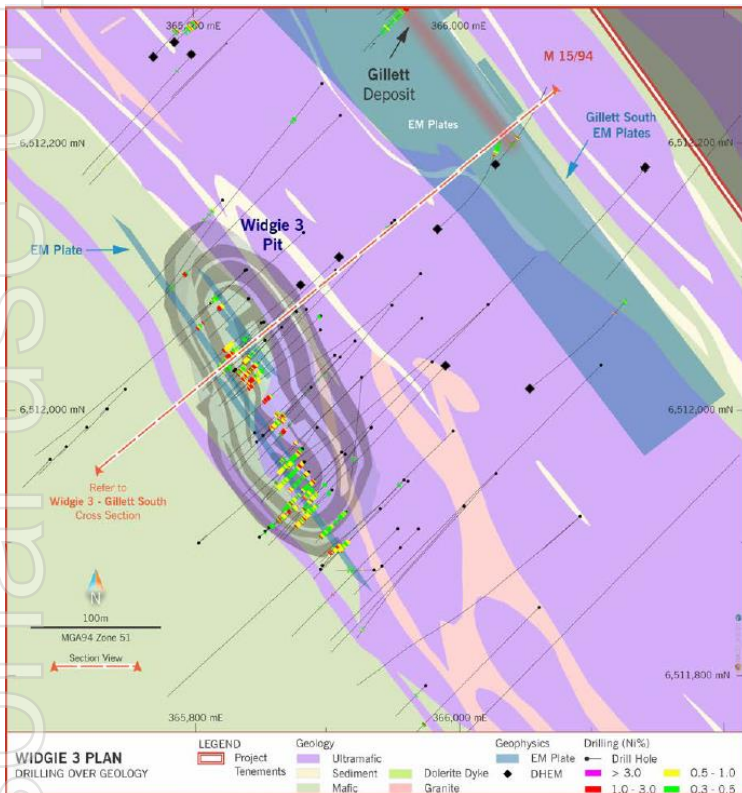 mE
366,000 mE
M 15/94
Gillett
Deposit
EM Plates
Gillett South
EM Plates
6,512,200 mN
6,512,200 mN
Widgie 3
Pit
EM Plate
6,512,000 mN
6,512,000 mN
Refer to
Widgie 3 - Gillett South
Cross Section
N
100m
MGA94 Zone 51
Section View
6,511,800 mN
365,800 mE
366,000 mE
WIDGIE 3 PLAN
DRILLING OVER GEOLOGY
LEGEND
Project
Tenements
Geology
Ultramafic
Sediment
Mafic
Dolerite Dyke
Granite
Geophysics
EM Plate
DHEM
Drilling (Ni%)
Drill Hole
> 3.0
1.0 - 3.0
0.5 - 1.0
0.3 - 0.5